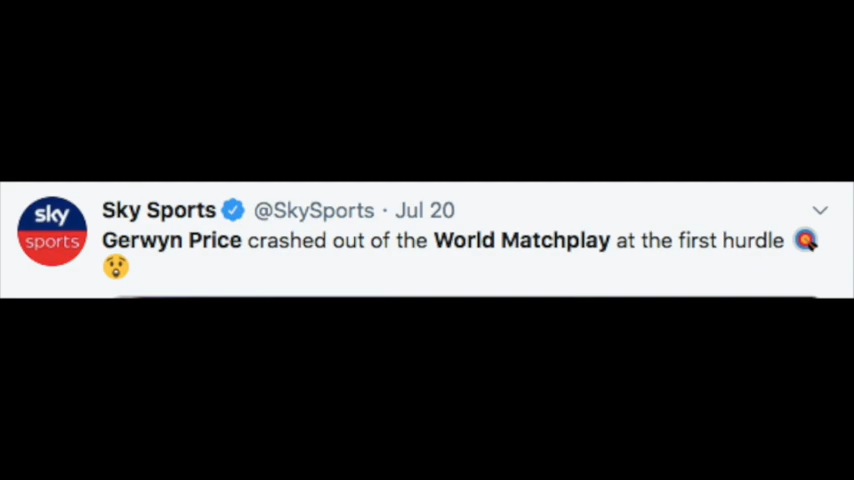 sky
sports
Sky Sports @SkySports · Jul 20
Gerwyn Price crashed out of the World Matchplay at the first hurdle 🎯
😲